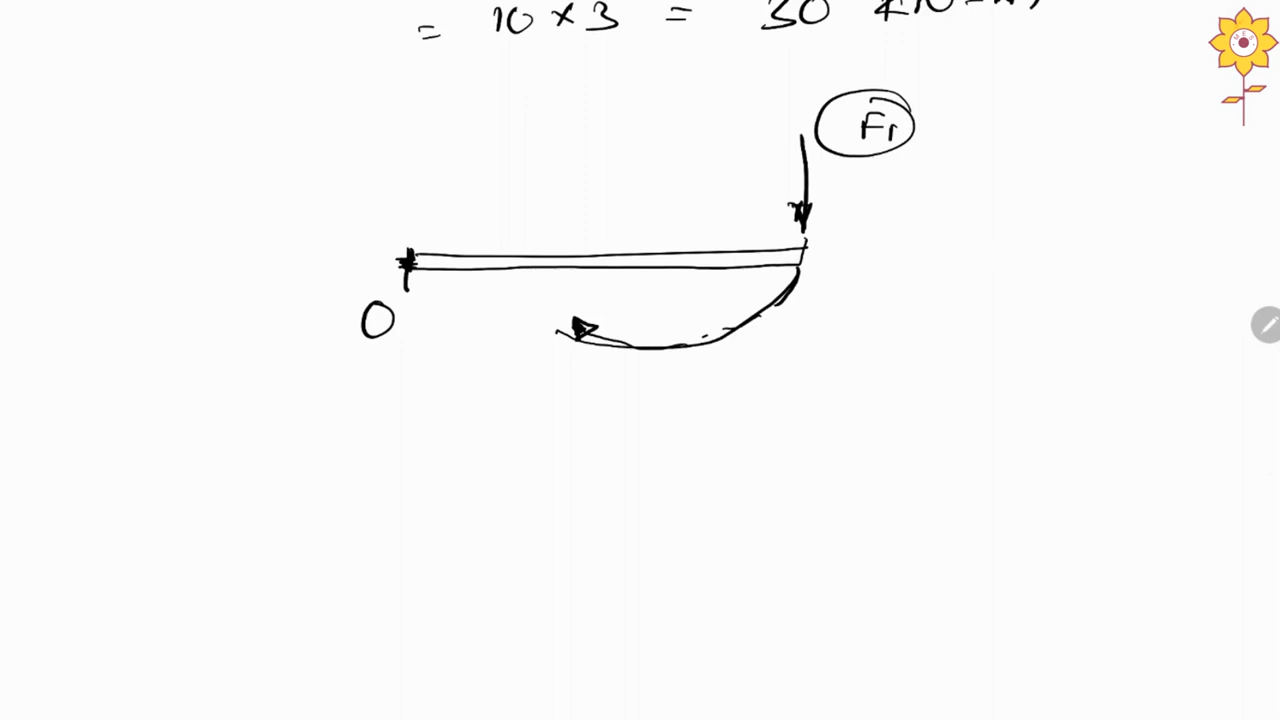 = 10 × 3 = 30
F1
O